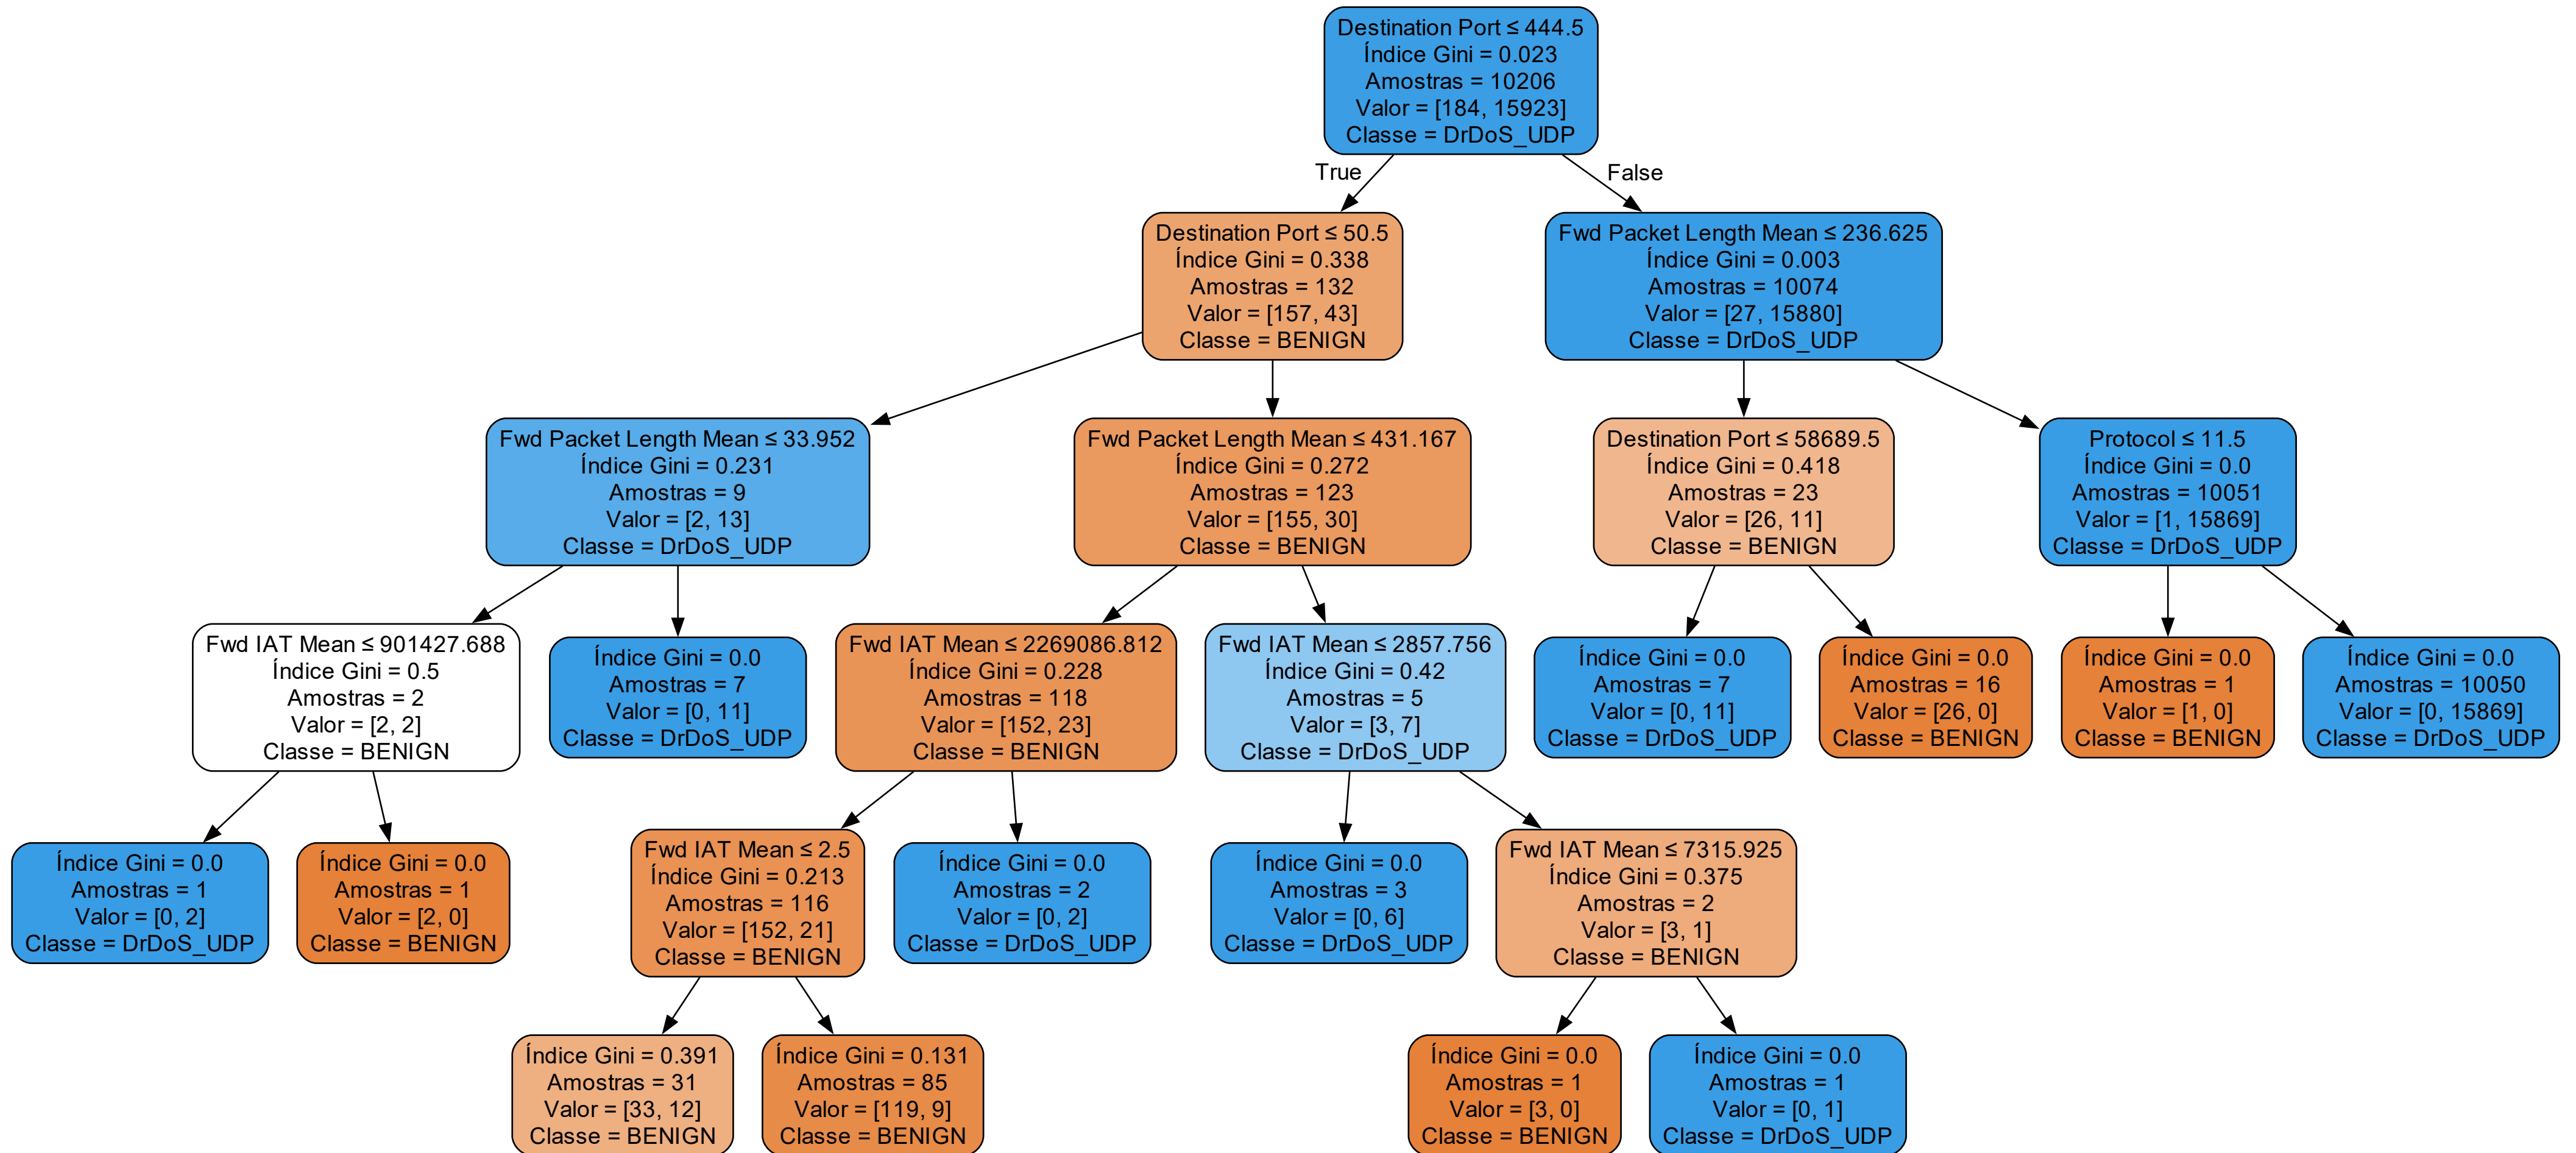 Destination Port ≤ 444.5
Índice Gini = 0.023
Amostras = 10206
Valor = [184, 15923]
Classe = DrDoS_UDP
True
False
Destination Port ≤ 50.5
Índice Gini = 0.338
Amostras = 132
Valor = [157, 43]
Classe = BENIGN
Fwd Packet Length Mean ≤ 236.625
Índice Gini = 0.003
Amostras = 10074
Valor = [27, 15880]
Classe = DrDoS_UDP
Fwd Packet Length Mean ≤ 33.952
Índice Gini = 0.231
Amostras = 9
Valor = [2, 13]
Classe = DrDoS_UDP
Fwd Packet Length Mean ≤ 431.167
Índice Gini = 0.272
Amostras = 123
Valor = [155, 30]
Classe = BENIGN
Destination Port ≤ 58689.5
Índice Gini = 0.418
Amostras = 23
Valor = [26, 11]
Classe = BENIGN
Protocol ≤ 11.5
Índice Gini = 0.0
Amostras = 10051
Valor = [1, 15869]
Classe = DrDoS_UDP
Fwd IAT Mean ≤ 901427.688
Índice Gini = 0.5
Amostras = 2
Valor = [2, 2]
Classe = BENIGN
Índice Gini = 0.0
Amostras = 7
Valor = [0, 11]
Classe = DrDoS_UDP
Fwd IAT Mean ≤ 2269086.812
Índice Gini = 0.228
Amostras = 118
Valor = [152, 23]
Classe = BENIGN
Fwd IAT Mean ≤ 2857.756
Índice Gini = 0.42
Amostras = 5
Valor = [3, 7]
Classe = DrDoS_UDP
Índice Gini = 0.0
Amostras = 7
Valor = [0, 11]
Classe = DrDoS_UDP
Índice Gini = 0.0
Amostras = 16
Valor = [26, 0]
Classe = BENIGN
Índice Gini = 0.0
Amostras = 1
Valor = [1, 0]
Classe = BENIGN
Índice Gini = 0.0
Amostras = 10050
Valor = [0, 15869]
Classe = DrDoS_UDP
Índice Gini = 0.0
Amostras = 1
Valor = [0, 2]
Classe = DrDoS_UDP
Índice Gini = 0.0
Amostras = 1
Valor = [2, 0]
Classe = BENIGN
Fwd IAT Mean ≤ 2.5
Índice Gini = 0.213
Amostras = 116
Valor = [152, 21]
Classe = BENIGN
Índice Gini = 0.0
Amostras = 2
Valor = [0, 2]
Classe = DrDoS_UDP
Índice Gini = 0.0
Amostras = 3
Valor = [0, 6]
Classe = DrDoS_UDP
Fwd IAT Mean ≤ 7315.925
Índice Gini = 0.375
Amostras = 2
Valor = [3, 1]
Classe = BENIGN
Índice Gini = 0.391
Amostras = 31
Valor = [33, 12]
Classe = BENIGN
Índice Gini = 0.131
Amostras = 85
Valor = [119, 9]
Classe = BENIGN
Índice Gini = 0.0
Amostras = 1
Valor = [3, 0]
Classe = BENIGN
Índice Gini = 0.0
Amostras = 1
Valor = [0, 1]
Classe = DrDoS_UDP